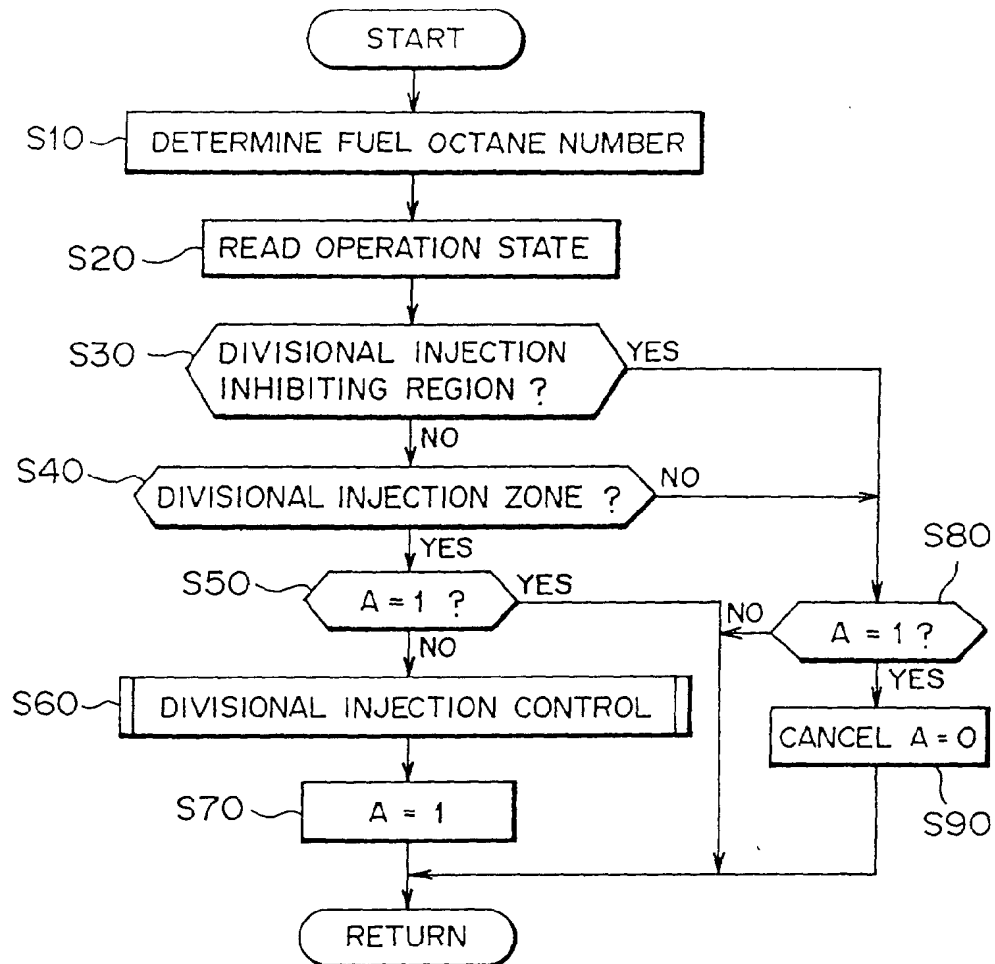 START
S10
DETERMINE FUEL OCTANE NUMBER
S20
READ OPERATION STATE
S30
DIVISIONAL INJECTION
INHIBITING REGION ?
YES
NO
S40
DIVISIONAL INJECTION ZONE ?
NO
YES
S50
A = 1 ?
YES
NO
S80
A = 1 ?
NO
YES
S60
DIVISIONAL INJECTION CONTROL
CANCEL A = 0
S90
S70
A = 1
RETURN